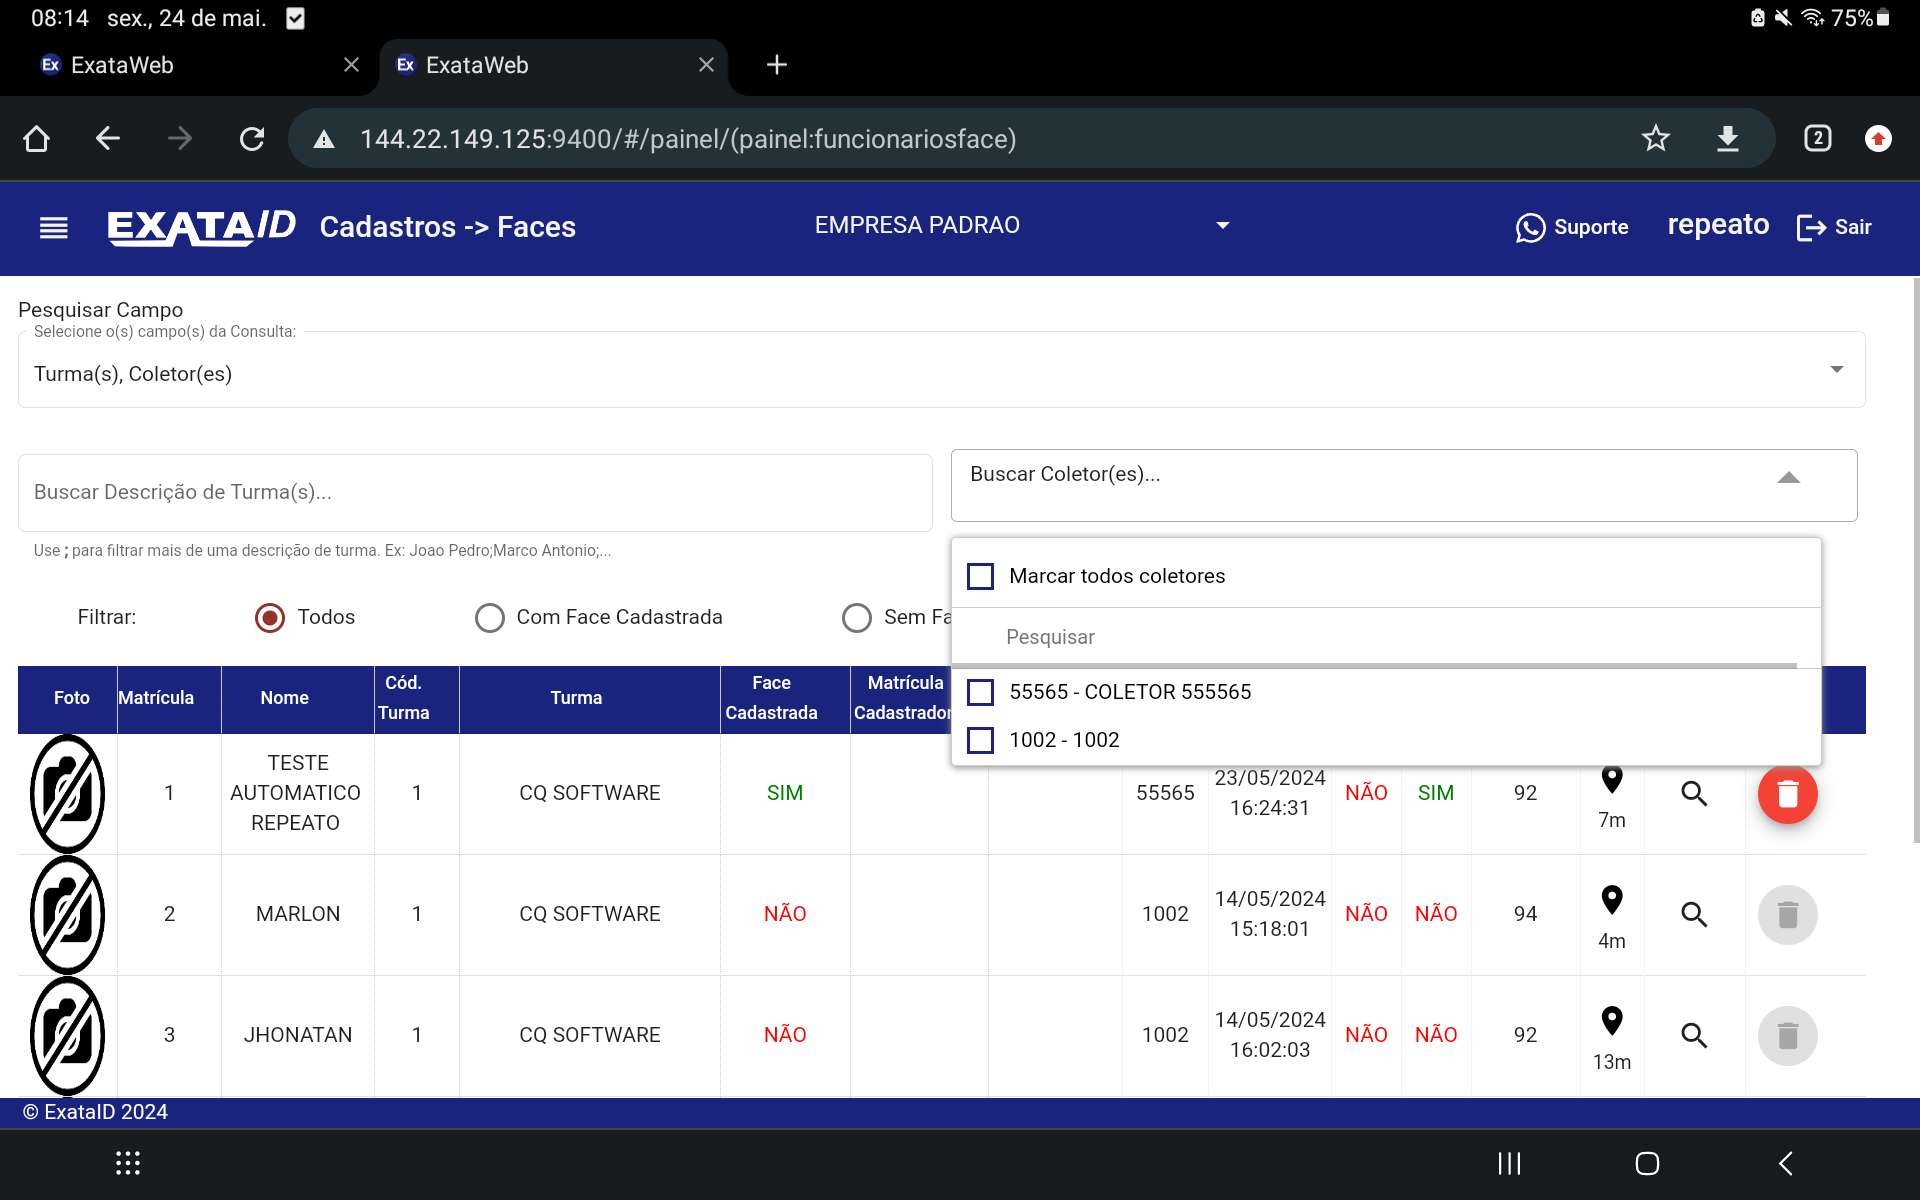 08:14 sex., 24 de mai.
75%
Ex ExataWeb
Ex ExataWeb
144.22.149.125:9400/#/painel/(painel:funcionariosface)
2
EXATAID
Cadastros -> Faces
EMPRESA PADRAO
Suporte
repeato
Sair
Pesquisar Campo
Selecione o(s) campo(s) da Consulta:
Turma(s), Coletor(es)
Buscar Descrição de Turma(s)...
Buscar Coletor(es)...
Use ; para filtrar mais de uma descrição de turma. Ex: Joao Pedro;Marco Antonio;...
Marcar todos coletores
Pesquisar
55565 - COLETOR 555565
1002 - 1002
Filtrar: Todos Com Face Cadastrada Sem Fa
Foto Matrícula Nome Cód. Turma Turma Face Cadastrada Matrícula Cadastrador
1 TESTE AUTOMATICO REPEATO 1 CQ SOFTWARE SIM 55565 23/05/2024 16:24:31 NÃO SIM 92 7m
2 MARLON 1 CQ SOFTWARE NÃO 1002 14/05/2024 15:18:01 NÃO NÃO 94 4m
3 JHONATAN 1 CQ SOFTWARE NÃO 1002 14/05/2024 16:02:03 NÃO NÃO 92 13m
© ExataID 2024